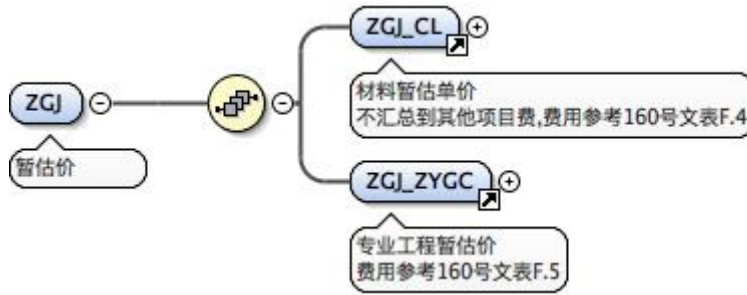 ZGJ_CL
材料暂估单价
不汇总到其他项目费,费用参考160号文表F.4
ZGJ
暂估价
ZGJ_ZYGC
专业工程暂估价
费用参考160号文表F.5